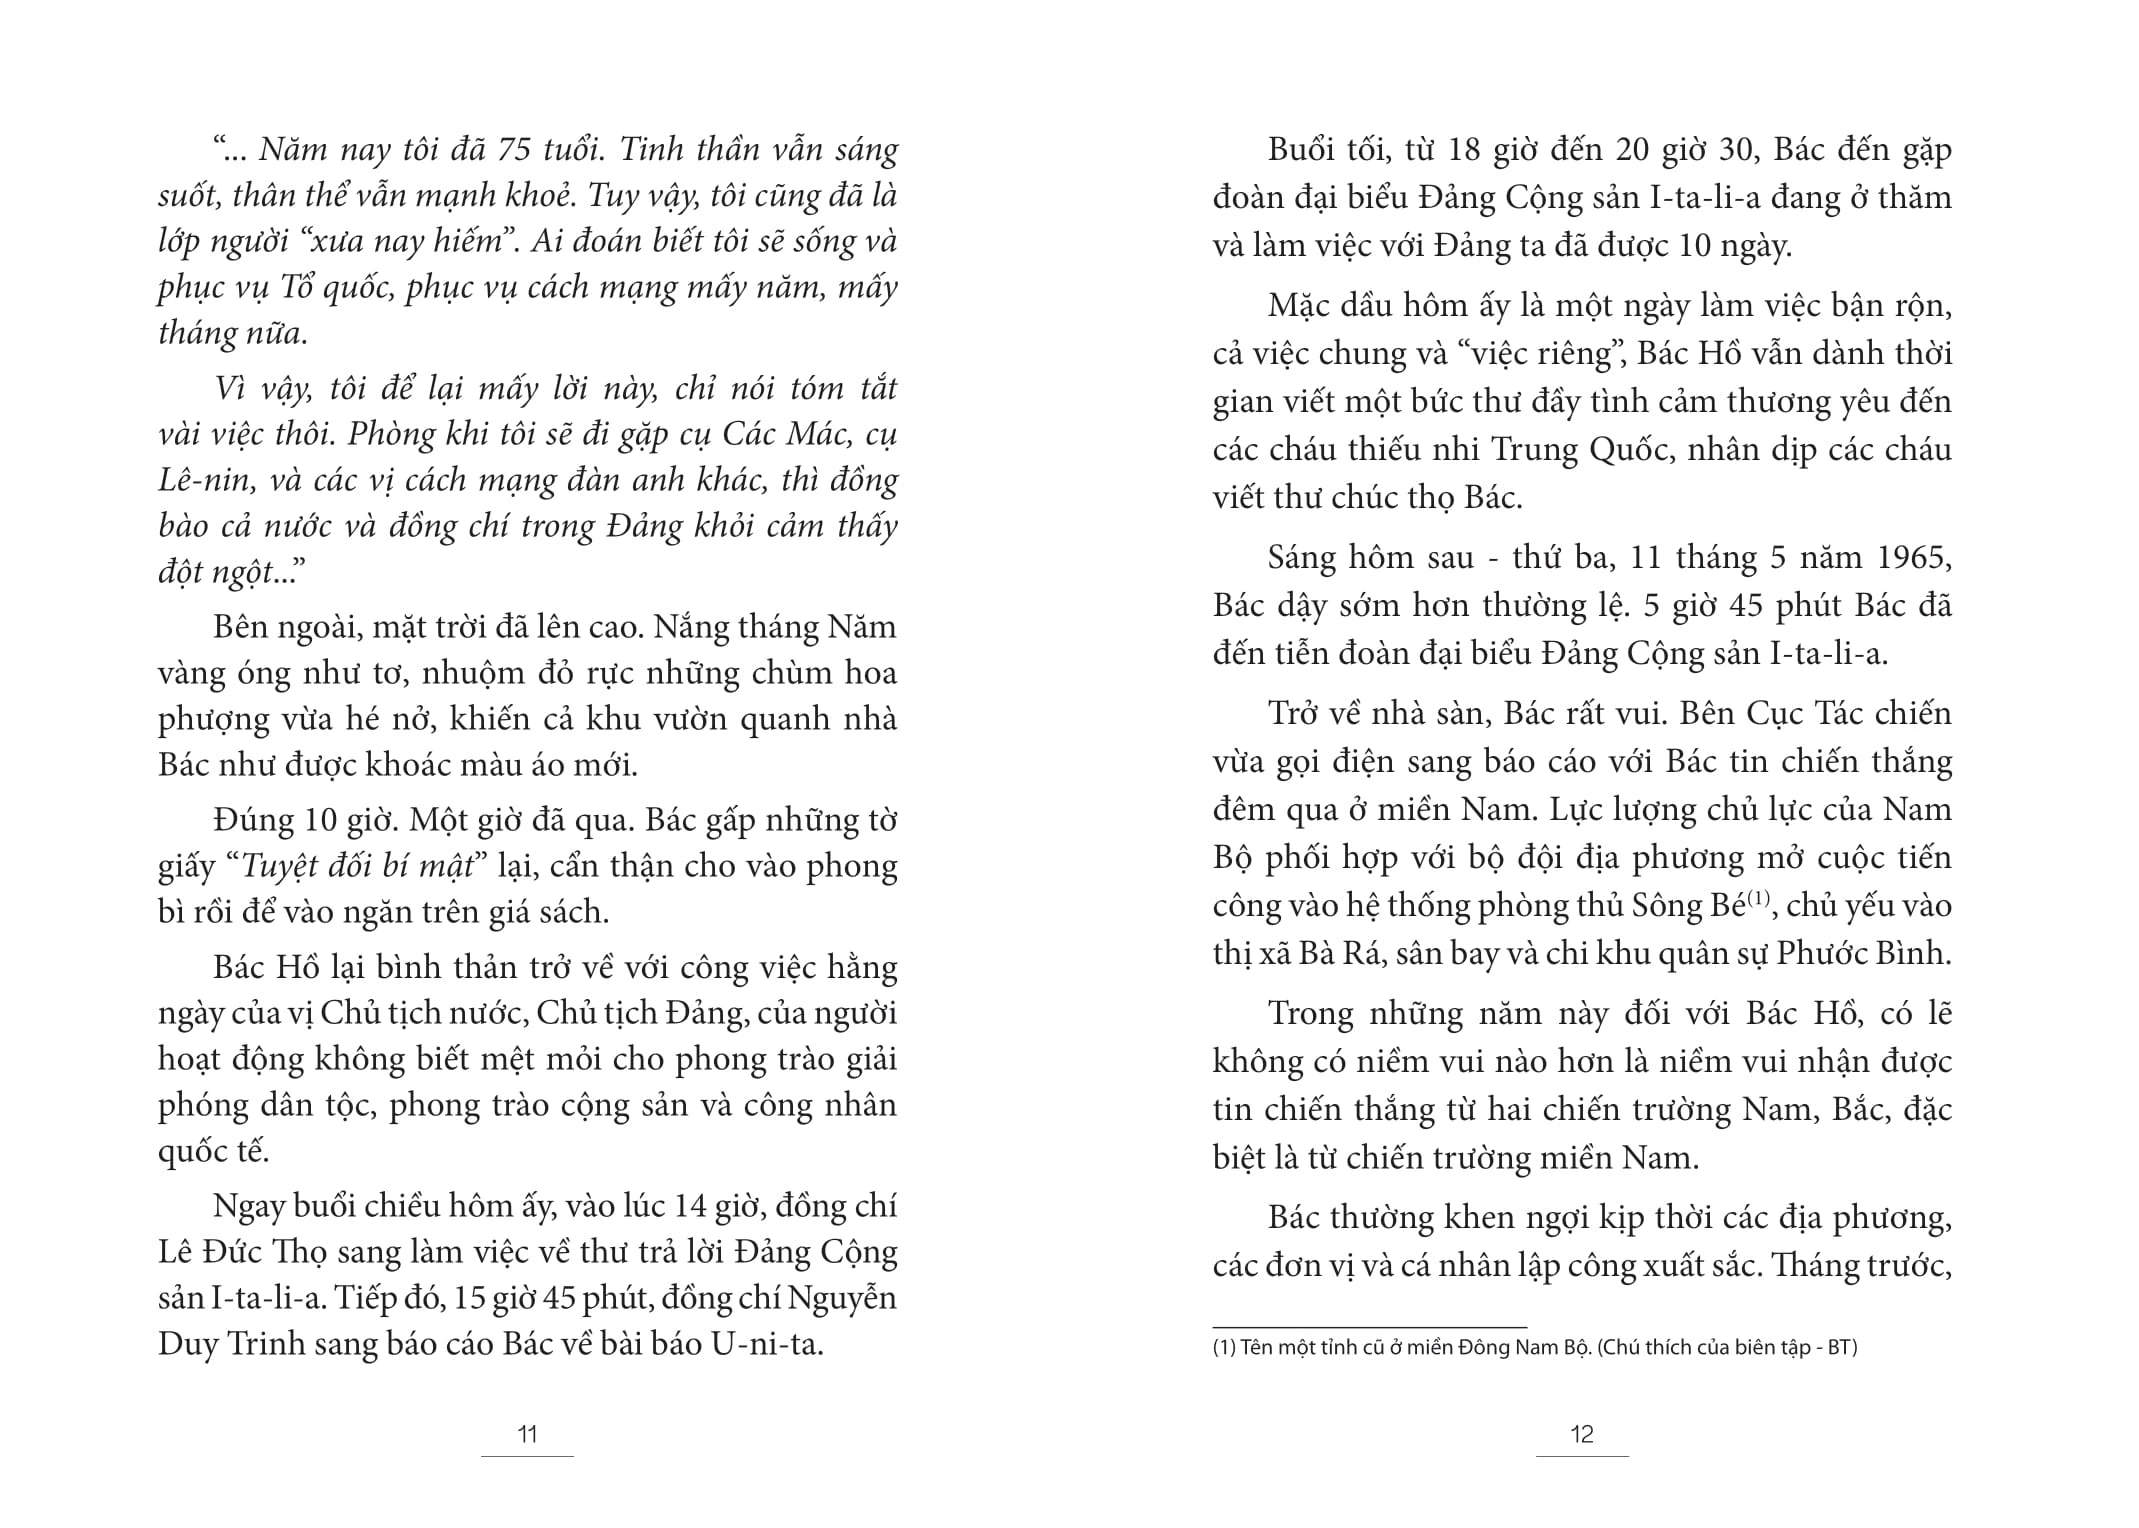 “... Năm nay tôi đã 75 tuổi. Tinh thần vẫn sáng
suốt, thân thể vẫn mạnh khoẻ. Tuy vậy, tôi cũng đã là
lớp người “xưa nay hiếm”. Ai đoán biết tôi sẽ sống và
phục vụ Tổ quốc, phục vụ cách mạng mấy năm, mấy
tháng nữa.
Vì vậy, tôi để lại mấy lời này, chỉ nói tóm tắt
vài việc thôi. Phòng khi tôi sẽ đi gặp cụ Các Mác, cụ
Lê-nin, và các vị cách mạng đàn anh khác, thì đồng
bào cả nước và đồng chí trong Đảng khỏi cảm thấy
đột ngột...”
Bên ngoài, mặt trời đã lên cao. Nắng tháng Năm
vàng óng như tơ, nhuộm đỏ rực những chùm hoa
phượng vừa hé nở, khiến cả khu vườn quanh nhà
Bác như được khoác màu áo mới.
Đúng 10 giờ. Một giờ đã qua. Bác gấp những tờ
giấy “Tuyệt đối bí mật” lại, cẩn thận cho vào phong
bì rồi để vào ngăn trên giá sách.
Bác Hồ lại bình thản trở về với công việc hằng
ngày của vị Chủ tịch nước, Chủ tịch Đảng, của người
hoạt động không biết mệt mỏi cho phong trào giải
phóng dân tộc, phong trào cộng sản và công nhân
quốc tế.
Ngay buổi chiều hôm ấy, vào lúc 14 giờ, đồng chí
Lê Đức Thọ sang làm việc về thư trả lời Đảng Cộng
sản I-ta-li-a. Tiếp đó, 15 giờ 45 phút, đồng chí Nguyễn
Duy Trinh sang báo cáo Bác về bài báo U-ni-ta.
11
Buổi tối, từ 18 giờ đến 20 giờ 30, Bác đến gặp
đoàn đại biểu Đảng Cộng sản I-ta-li-a đang ở thăm
và làm việc với Đảng ta đã được 10 ngày.
Mặc dầu hôm ấy là một ngày làm việc bận rộn,
cả việc chung và “việc riêng”, Bác Hồ vẫn dành thời
gian viết một bức thư đầy tình cảm thương yêu đến
các cháu thiếu nhi Trung Quốc, nhân dịp các cháu
viết thư chúc thọ Bác.
Sáng hôm sau - thứ ba, 11 tháng 5 năm 1965,
Bác dậy sớm hơn thường lệ. 5 giờ 45 phút Bác đã
đến tiễn đoàn đại biểu Đảng Cộng sản I-ta-li-a.
Trở về nhà sàn, Bác rất vui. Bên Cục Tác chiến
vừa gọi điện sang báo cáo với Bác tin chiến thắng
đêm qua ở miền Nam. Lực lượng chủ lực của Nam
Bộ phối hợp với bộ đội địa phương mở cuộc tiến
công vào hệ thống phòng thủ Sông Bé(1), chủ yếu vào
thị xã Bà Rá, sân bay và chi khu quân sự Phước Bình.
Trong những năm này đối với Bác Hồ, có lẽ
không có niềm vui nào hơn là niềm vui nhận được
tin chiến thắng từ hai chiến trường Nam, Bắc, đặc
biệt là từ chiến trường miền Nam.
Bác thường khen ngợi kịp thời các địa phương,
các đơn vị và cá nhân lập công xuất sắc. Tháng trước,
(1) Tên một tỉnh cũ ở miền Đông Nam Bộ. (Chú thích của biên tập - BT)
12